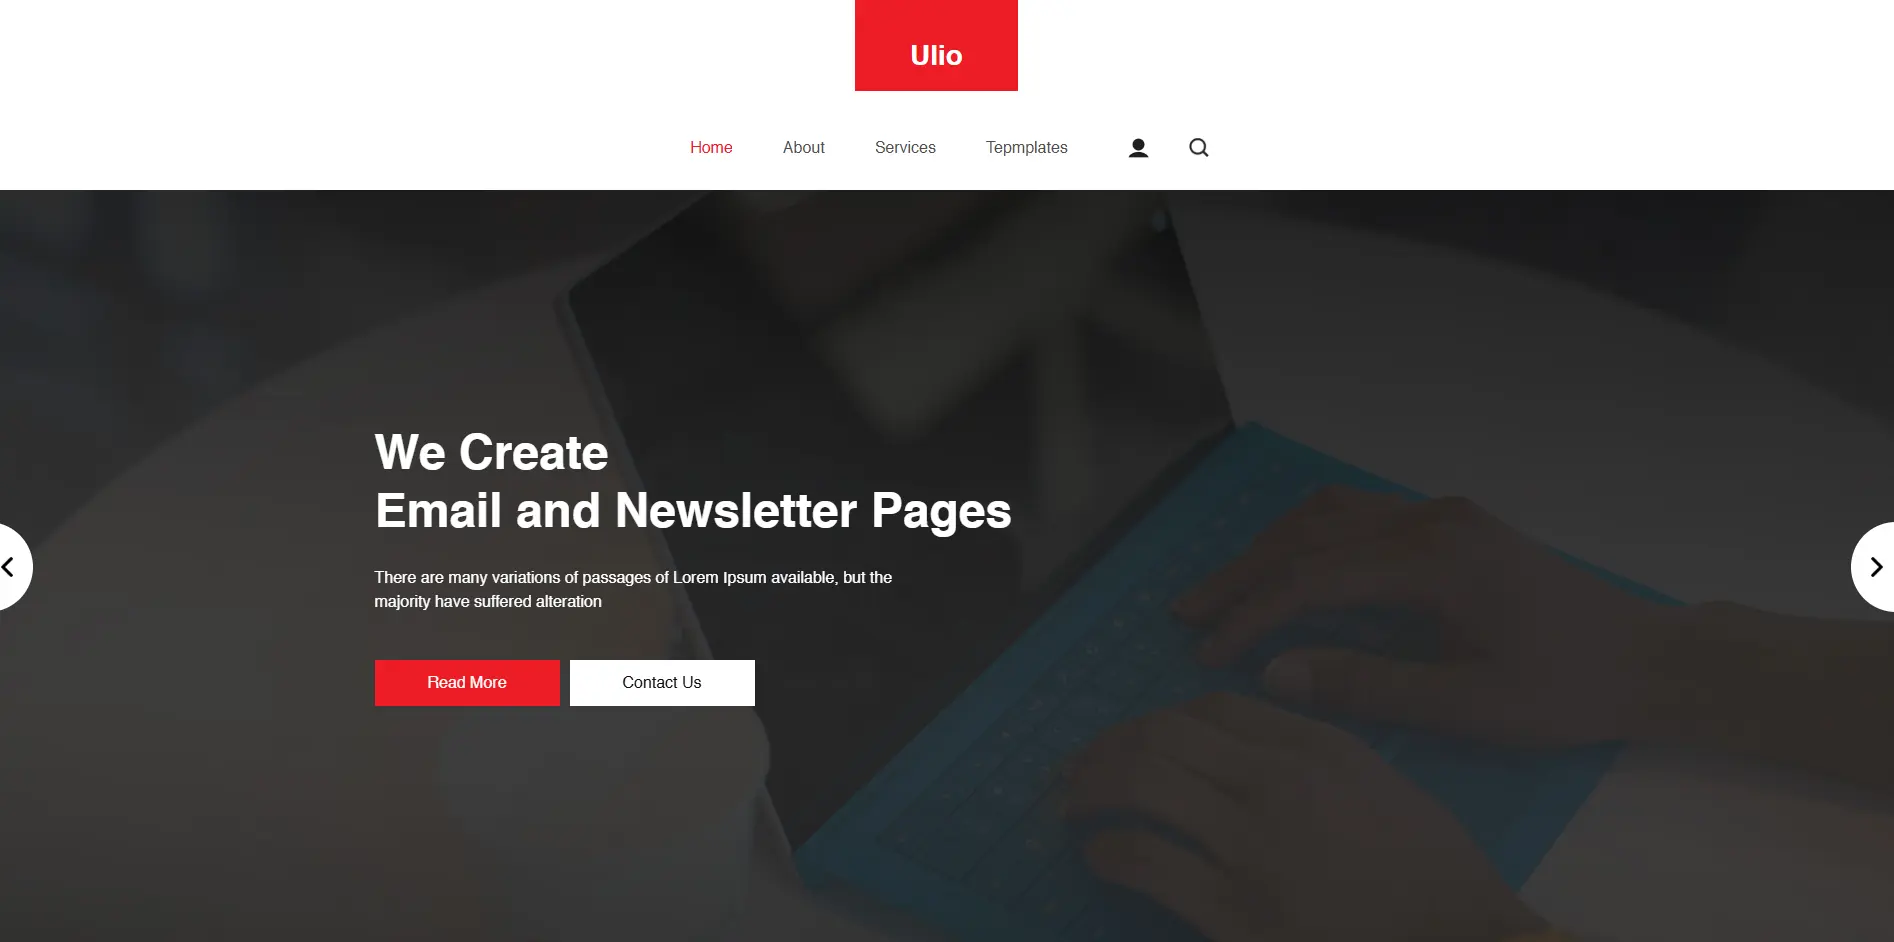 Ulio
Home About Services Tepmplates
We Create
Email and Newsletter Pages
There are many variations of passages of Lorem Ipsum available, but the
majority have suffered alteration
Read More Contact Us